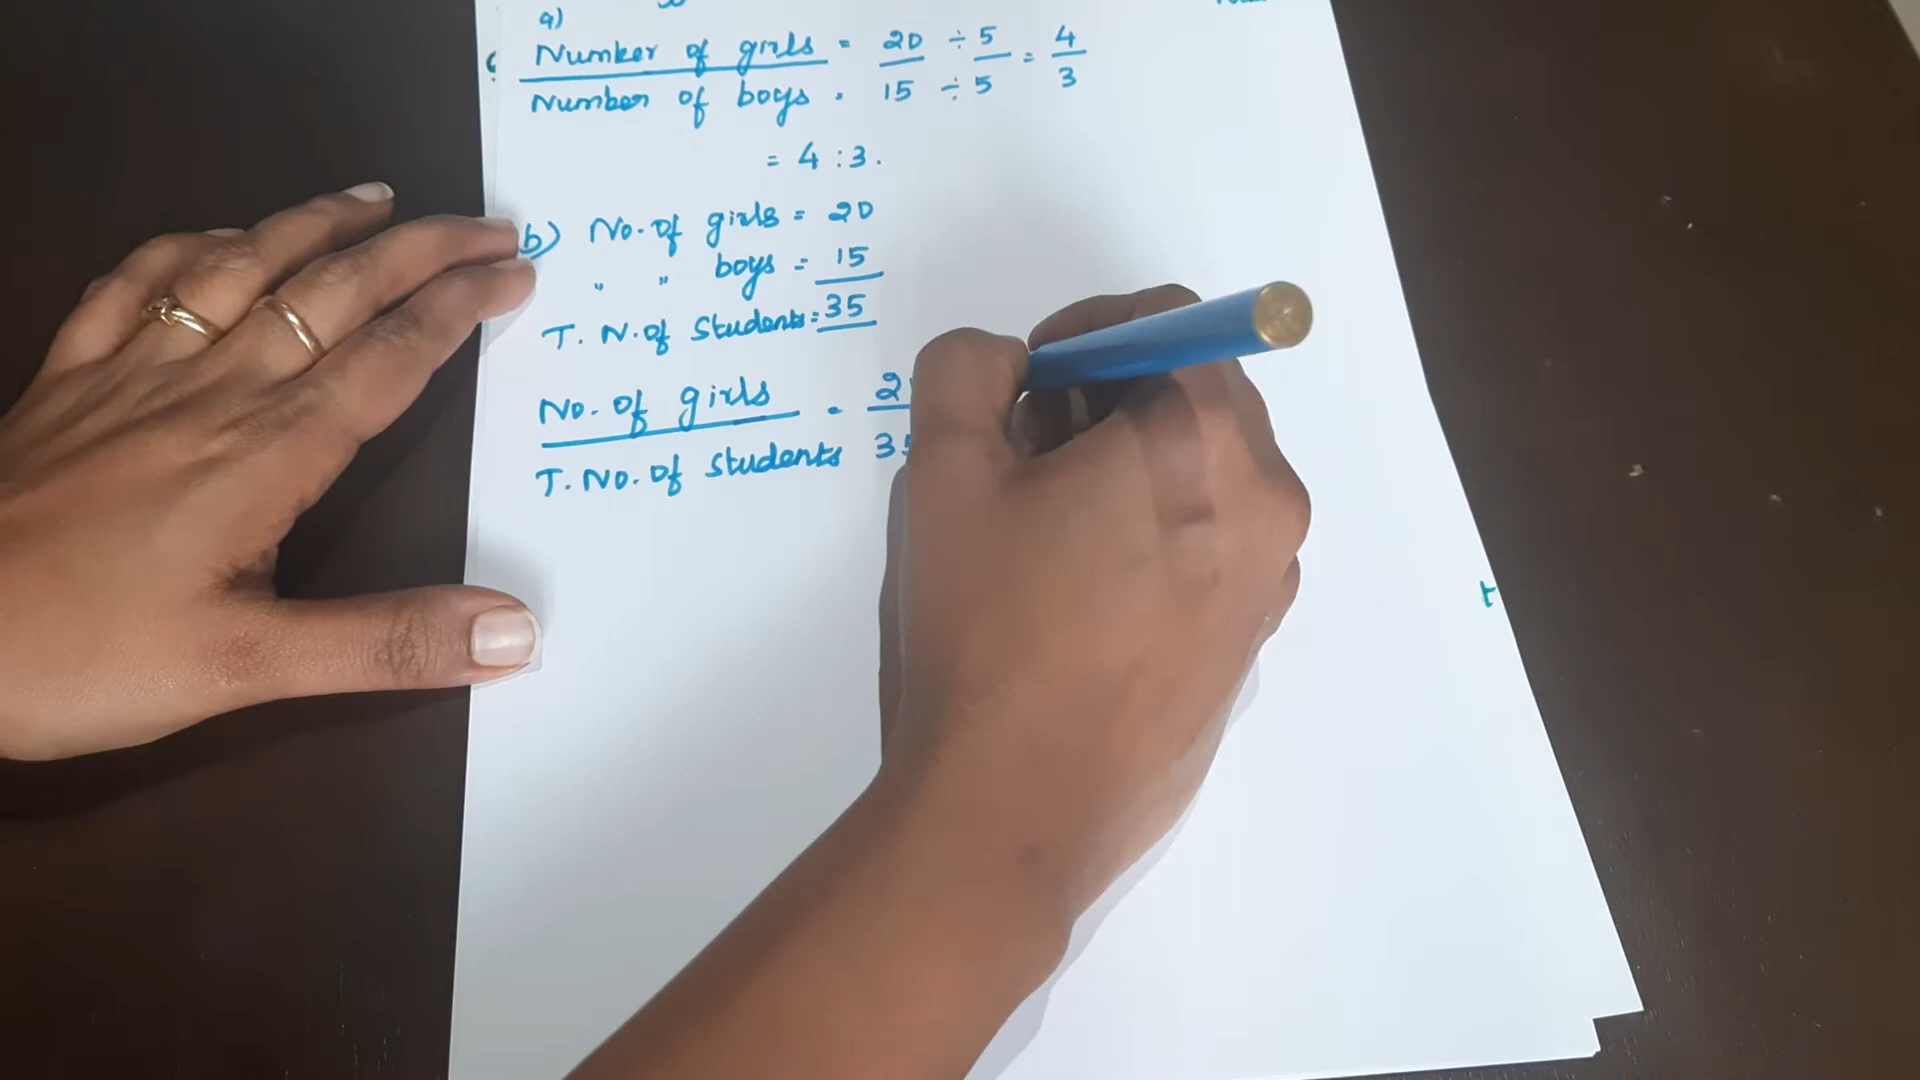 a)
Number of girls = 20 ÷ 5 = 4
Number of boys = 15 ÷ 5 3
= 4 : 3.
b) No. of girls = 20
" " boys = 15
T. N. of Students = 35
No. of girls = 2
T. No. of students 35
t